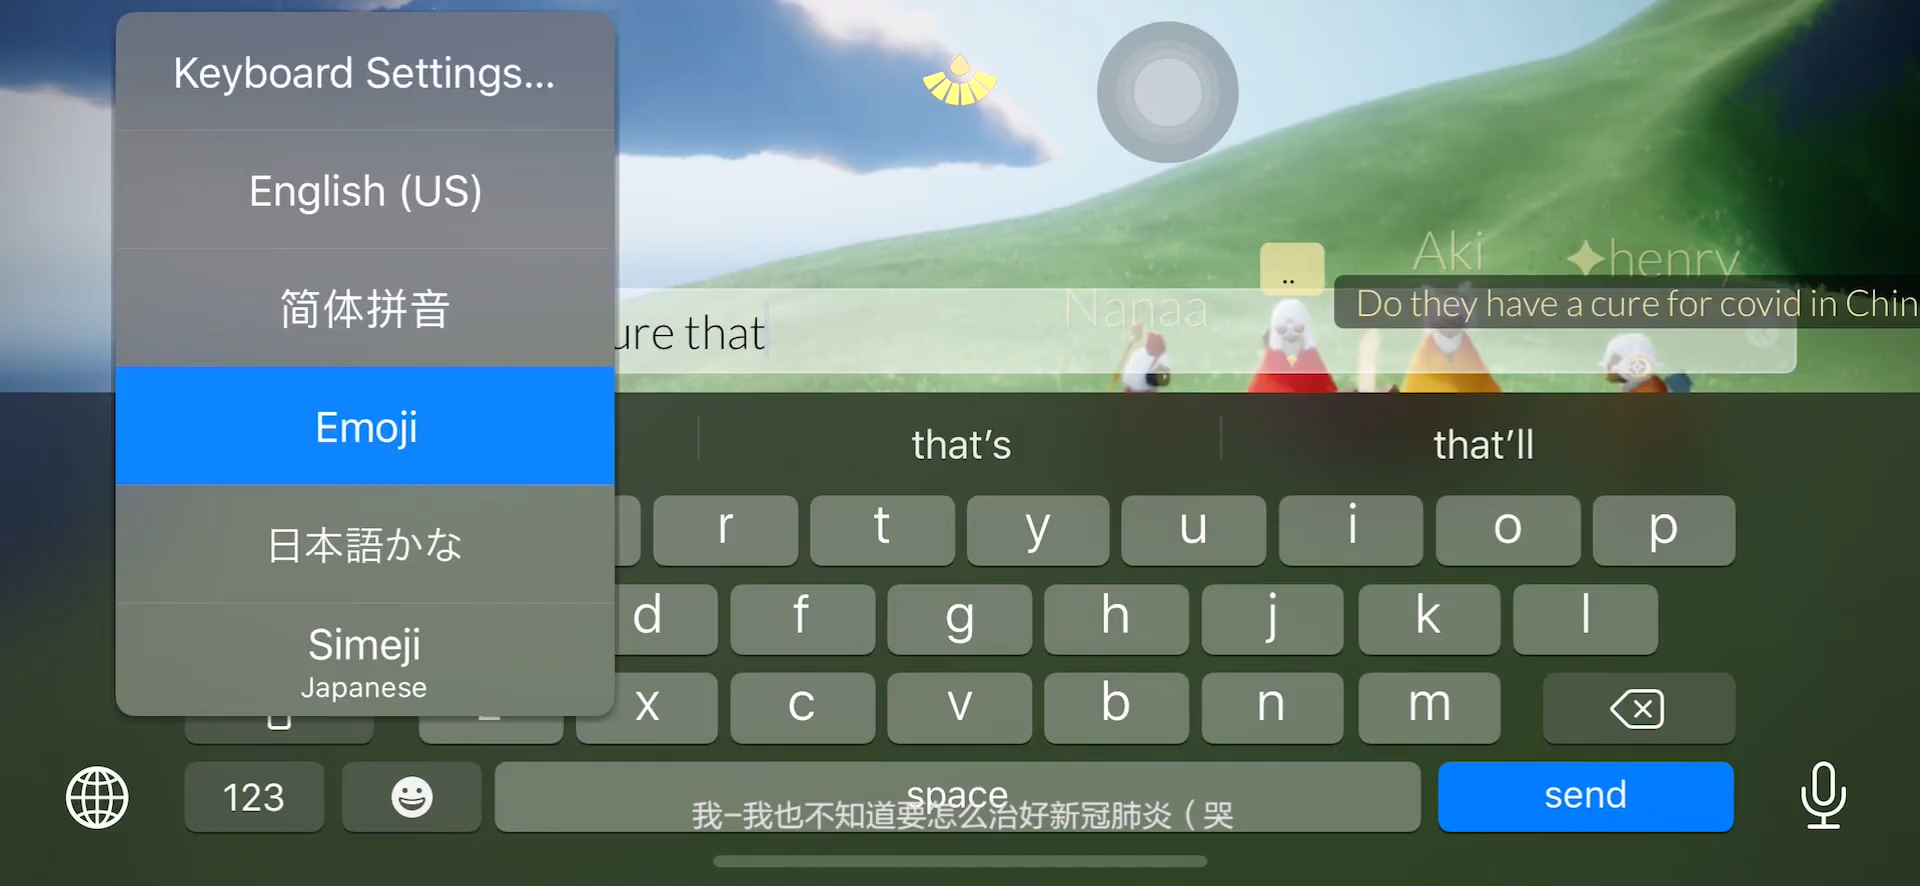 Keyboard Settings...
English (US)
简体拼音
Emoji
日本語かな
Simeji
Japanese
Aki
henry
Nanaa
..
Do they have a cure for covid in Chin
ure that
that's
that'll
r t y u i o p
d f g h j k l
x c v b n m
123
space
send
我-我也不知道要怎么治好新冠肺炎（哭